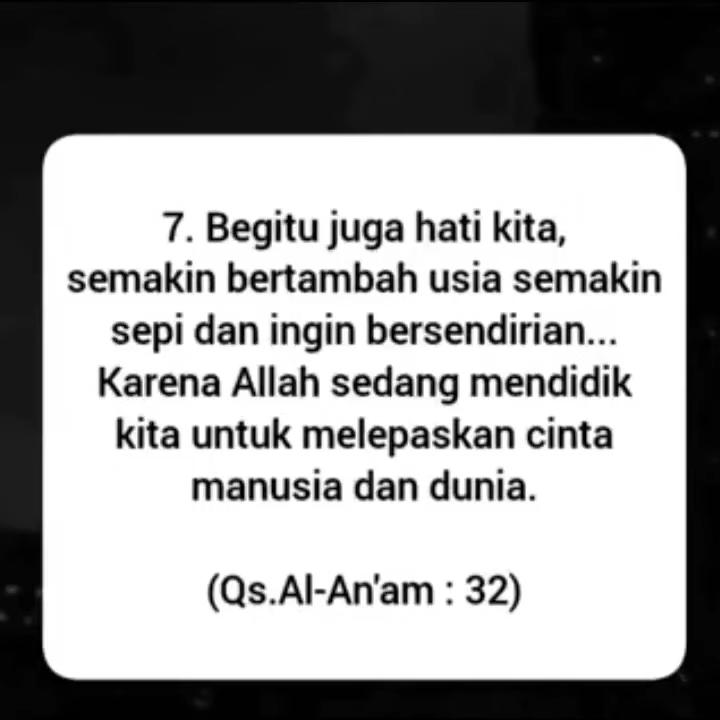 7. Begitu juga hati kita,
semakin bertambah usia semakin
sepi dan ingin bersendirian...
Karena Allah sedang mendidik
kita untuk melepaskan cinta
manusia dan dunia.
(Qs.Al-An'am : 32)